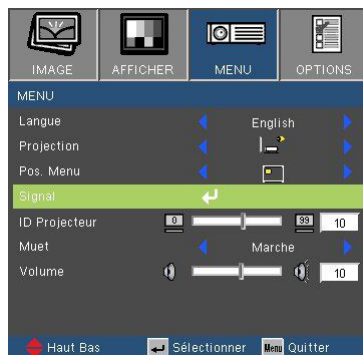 IMAGE AFFICHER MENU OPTIONS
MENU
Langue English
Projection
Pos. Menu
Signal
ID Projecteur 0 99 10
Muet Marche
Volume 10
Haut Bas Sélectionner Menu Quitter